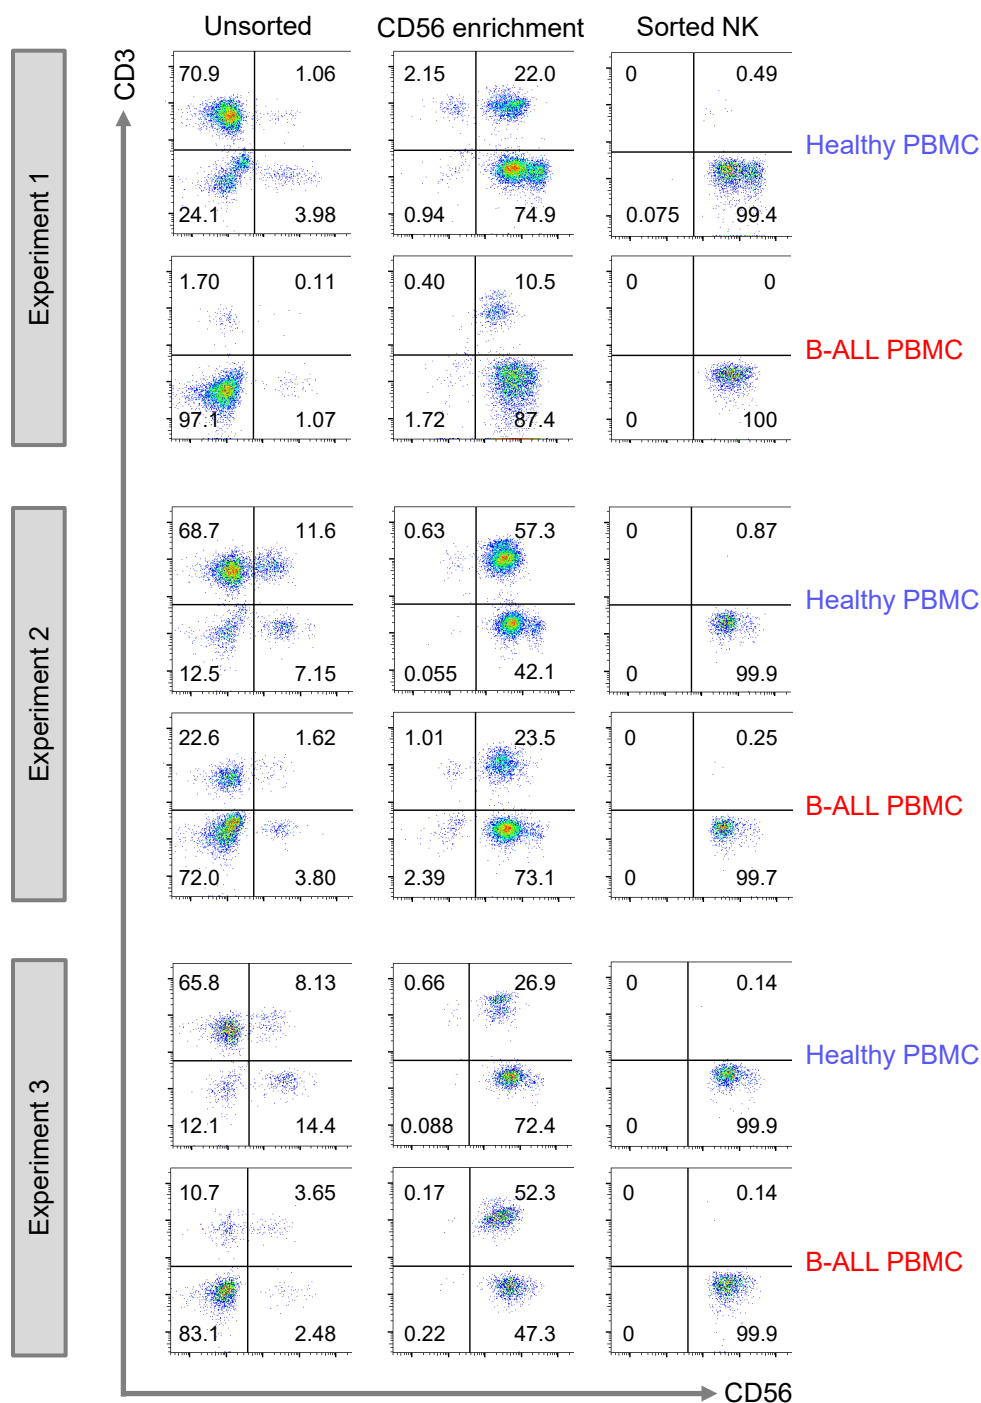 Unsorted CD56 enrichment Sorted NK
CD3
Experiment 1
70.9 1.06 2.15 22.0 0 0.49
Healthy PBMC
24.1 3.98 0.94 74.9 0.075 99.4
1.70 0.11 0.40 10.5 0 0
B-ALL PBMC
97.1 1.07 1.72 87.4 0 100
Experiment 2
68.7 11.6 0.63 57.3 0 0.87
Healthy PBMC
12.5 7.15 0.055 42.1 0 99.9
22.6 1.62 1.01 23.5 0 0.25
B-ALL PBMC
72.0 3.80 2.39 73.1 0 99.7
Experiment 3
65.8 8.13 0.66 26.9 0 0.14
Healthy PBMC
12.1 14.4 0.088 72.4 0 99.9
10.7 3.65 0.17 52.3 0 0.14
B-ALL PBMC
83.1 2.48 0.22 47.3 0 99.9
CD56